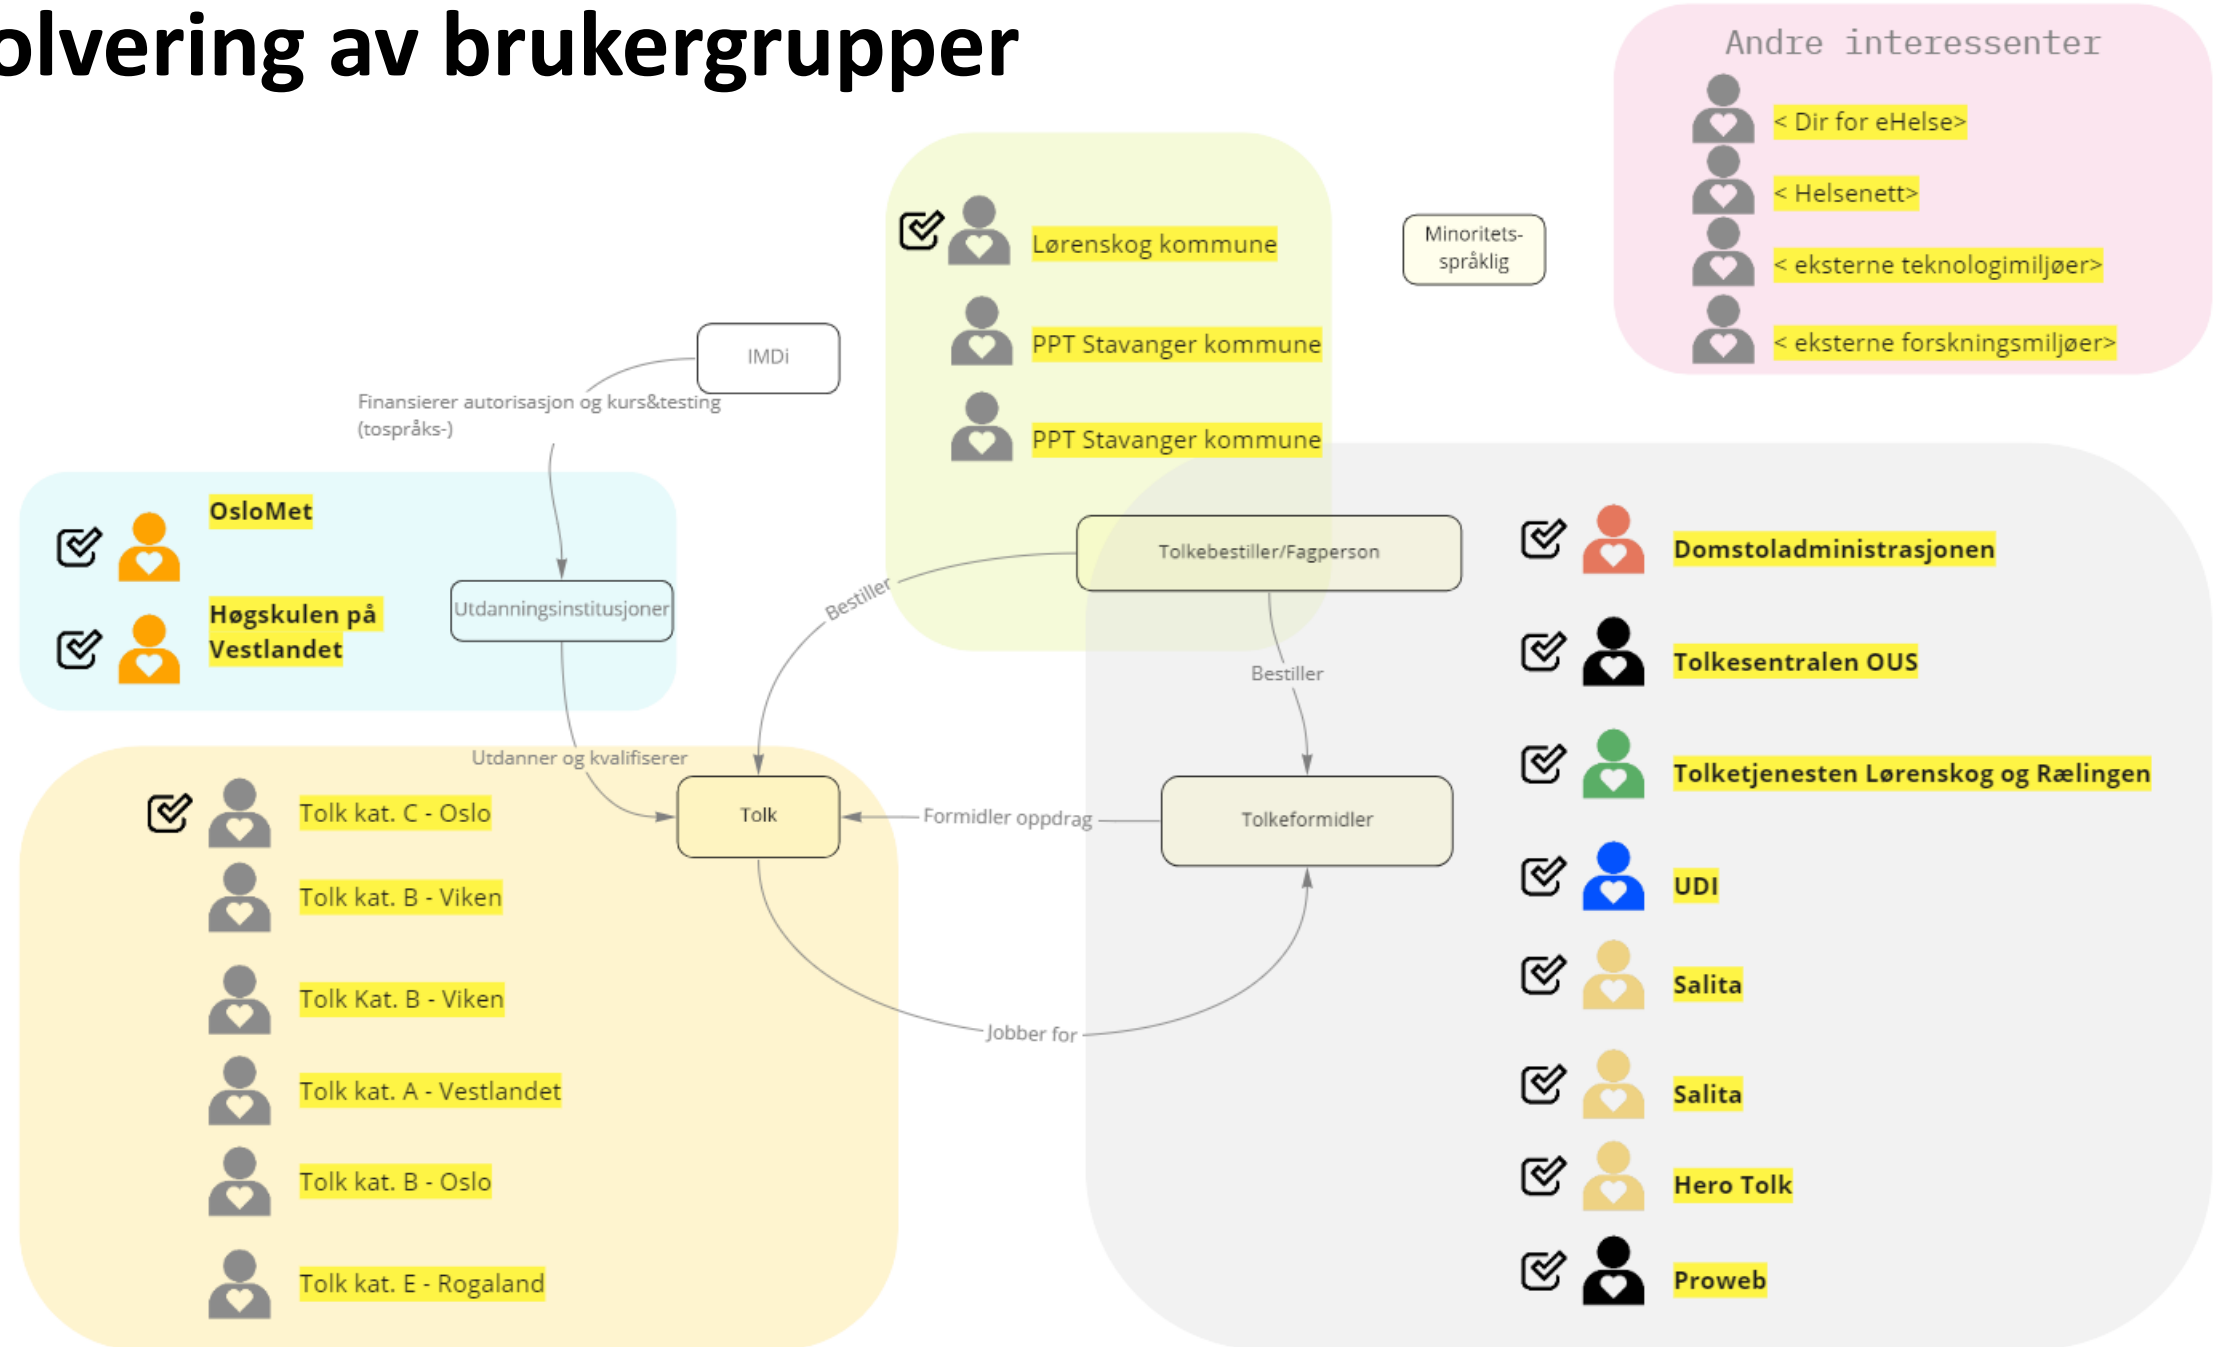 olvering av brukergrupper
Andre interessenter
< Dir for eHelse>
< Helsenett>
< eksterne teknologimiljøer>
< eksterne forskningsmiljøer>
Lørenskog kommune
PPT Stavanger kommune
PPT Stavanger kommune
Minoritets-
språklig
IMDi
Finansierer autorisasjon og kurs&testing
(tospråks-)
OsloMet
Høgskulen på
Vestlandet
Utdanningsinstitusjoner
Tolkebestiller/Fagperson
Bestiller
Bestiller
Utdanner og kvalifiserer
Tolk
Formidler oppdrag
Tolkeformidler
Jobber for
Tolk kat. C - Oslo
Tolk kat. B - Viken
Tolk Kat. B - Viken
Tolk kat. A - Vestlandet
Tolk kat. B - Oslo
Tolk kat. E - Rogaland
Domstoladministrasjonen
Tolkesentralen OUS
Tolketjenesten Lørenskog og Rælingen
UDI
Salita
Salita
Hero Tolk
Proweb